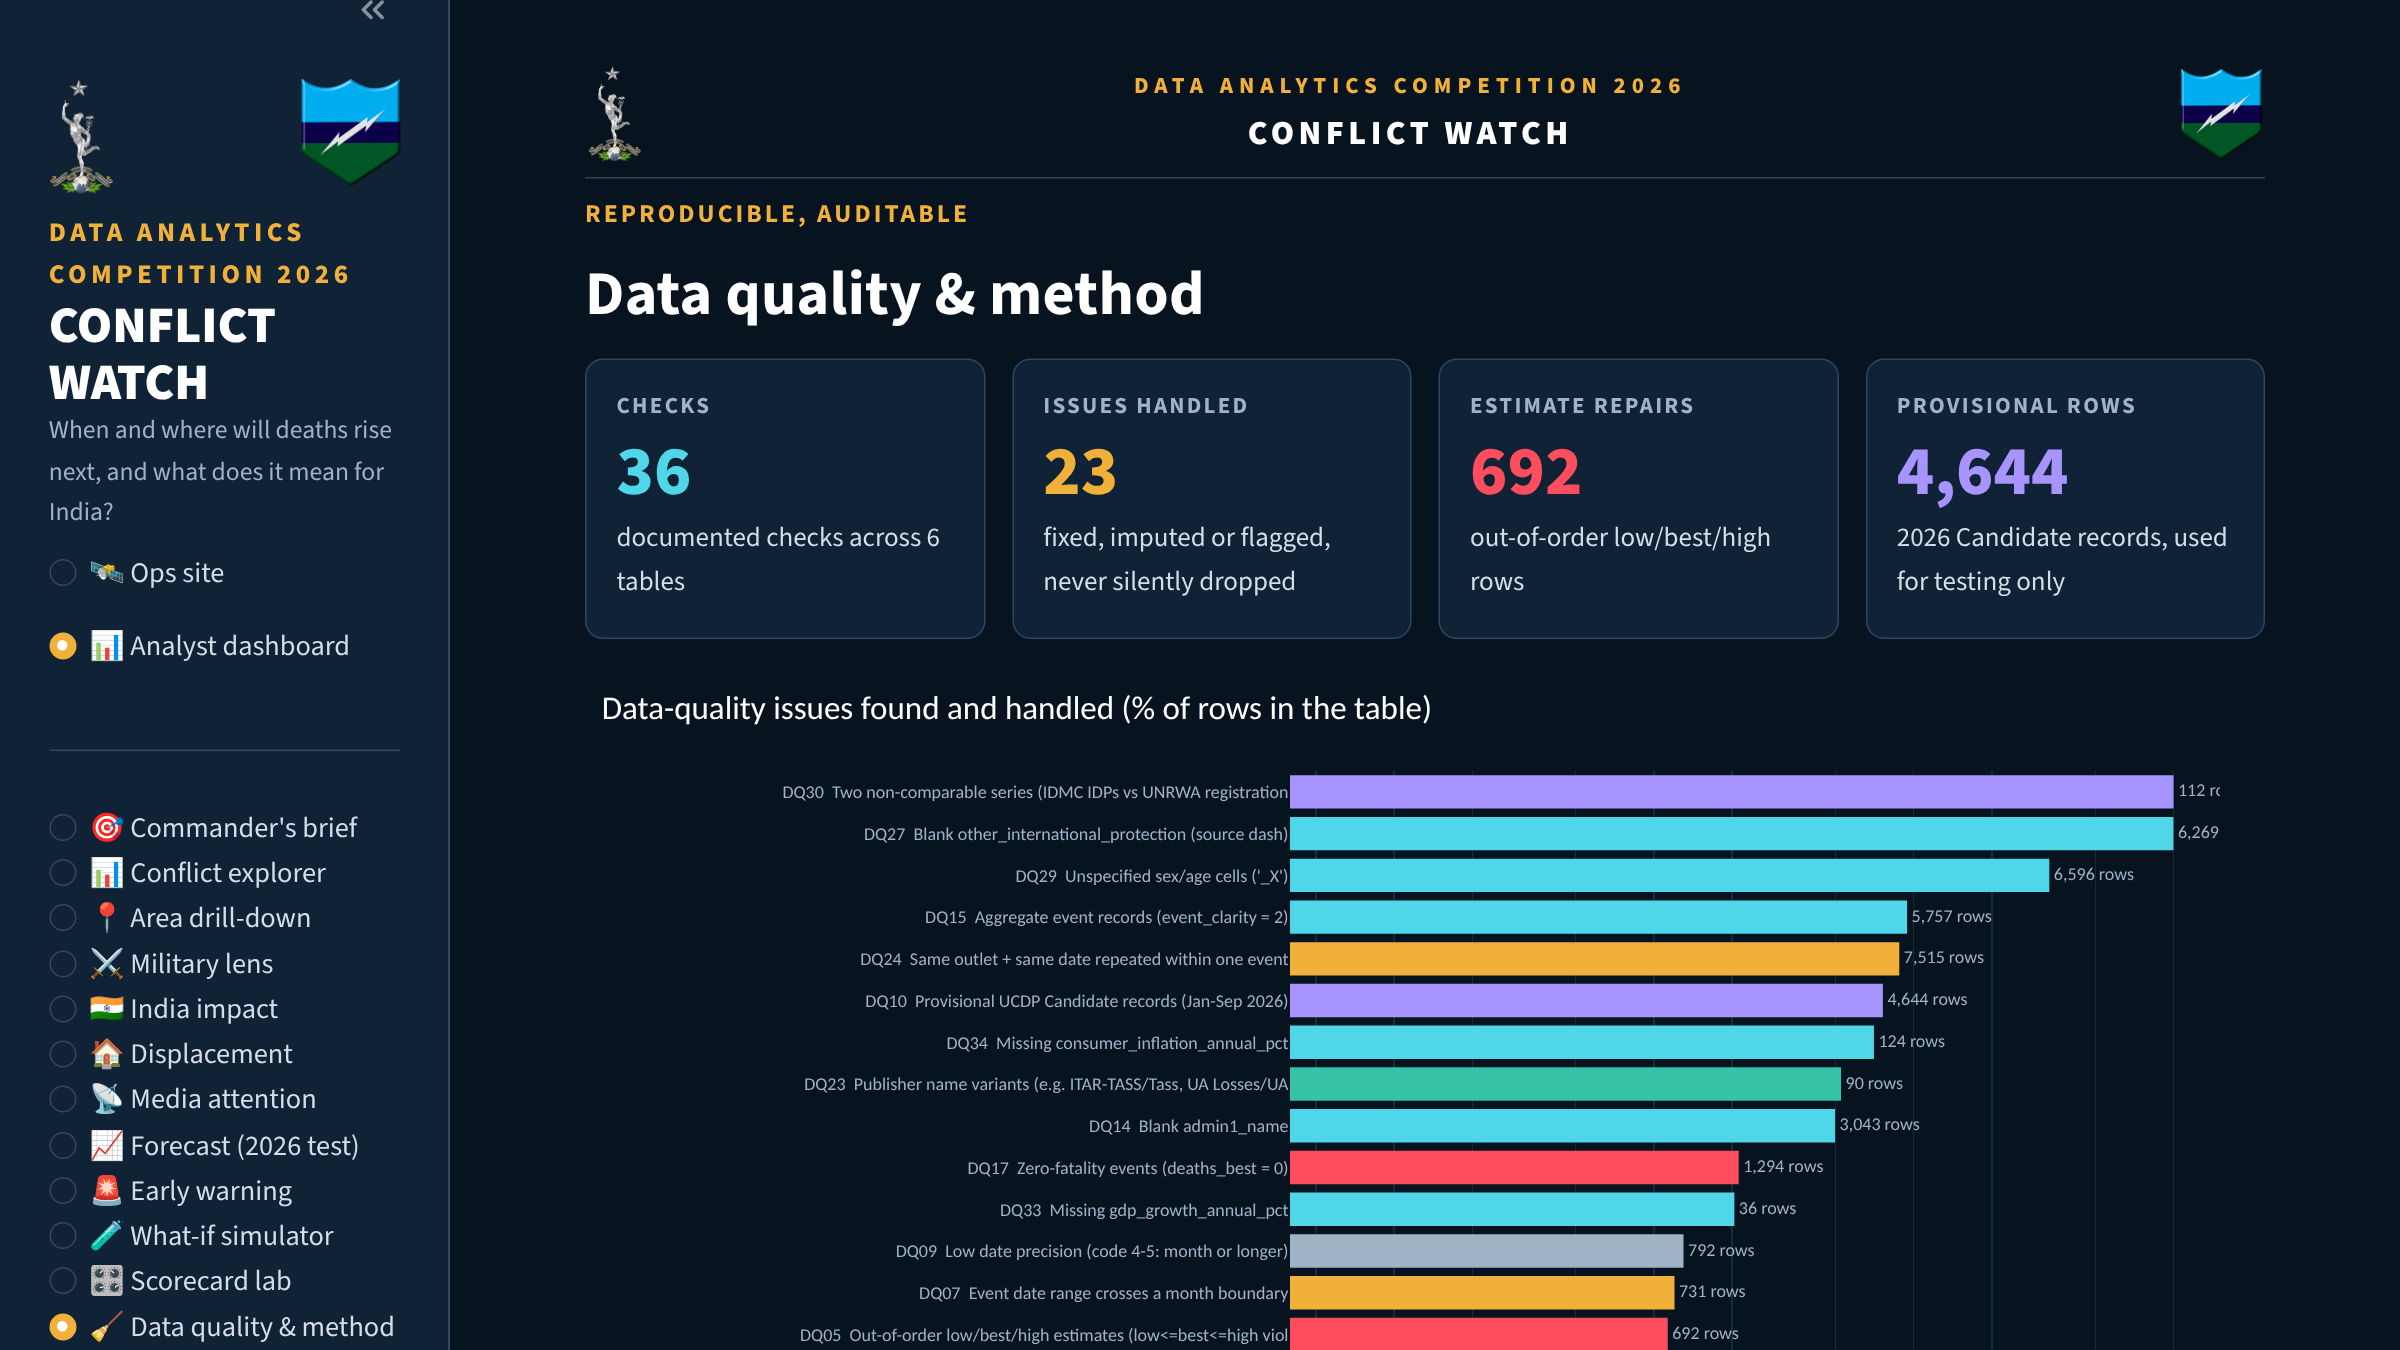 DATA ANALYTICS
COMPETITION 2026
CONFLICT
WATCH
When and where will deaths rise
next, and what does it mean for
India?
Ops site
Analyst dashboard
Commander's brief
Conflict explorer
Area drill-down
Military lens
India impact
Displacement
Media attention
Forecast (2026 test)
Early warning
What-if simulator
Scorecard lab
Data quality & method
DATA ANALYTICS COMPETITION 2026
CONFLICT WATCH
REPRODUCIBLE, AUDITABLE
Data quality & method
CHECKS
36
documented checks across 6
tables
ISSUES HANDLED
23
fixed, imputed or flagged,
never silently dropped
ESTIMATE REPAIRS
692
out-of-order low/best/high
rows
PROVISIONAL ROWS
4,644
2026 Candidate records, used
for testing only
Data-quality issues found and handled (% of rows in the table)
DQ30 Two non-comparable series (IDMC IDPs vs UNRWA registration 112 ro
DQ27 Blank other_international_protection (source dash) 6,269
DQ29 Unspecified sex/age cells ('_X') 6,596 rows
DQ15 Aggregate event records (event_clarity = 2) 5,757 rows
DQ24 Same outlet + same date repeated within one event 7,515 rows
DQ10 Provisional UCDP Candidate records (Jan-Sep 2026) 4,644 rows
DQ34 Missing consumer_inflation_annual_pct 124 rows
DQ23 Publisher name variants (e.g. ITAR-TASS/Tass, UA Losses/UA 90 rows
DQ14 Blank admin1_name 3,043 rows
DQ17 Zero-fatality events (deaths_best = 0) 1,294 rows
DQ33 Missing gdp_growth_annual_pct 36 rows
DQ09 Low date precision (code 4-5: month or longer) 792 rows
DQ07 Event date range crosses a month boundary 731 rows
DQ05 Out-of-order low/best/high estimates (low<=best<=high viol 692 rows